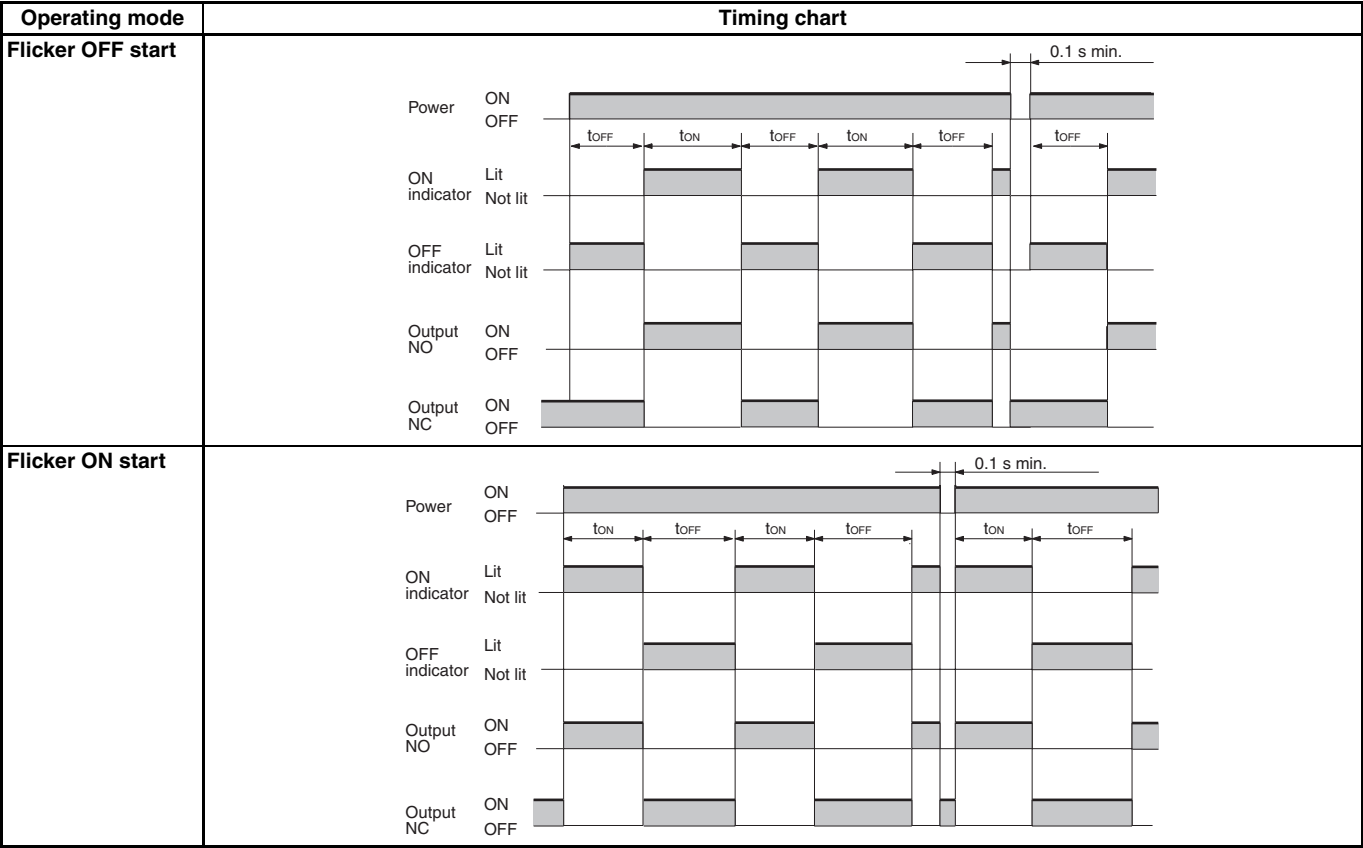 Operating mode Timing chart
Flicker OFF start
0.1 s min.
Power ON
OFF
tOFF tON tOFF tON tOFF tOFF
ON
indicator
Lit
Not lit
OFF
indicator
Lit
Not lit
Output
NO
ON
OFF
Output
NC
ON
OFF
Flicker ON start
0.1 s min.
Power ON
OFF
tON tOFF tON tOFF tON tOFF
ON
indicator
Lit
Not lit
OFF
indicator
Lit
Not lit
Output
NO
ON
OFF
Output
NC
ON
OFF